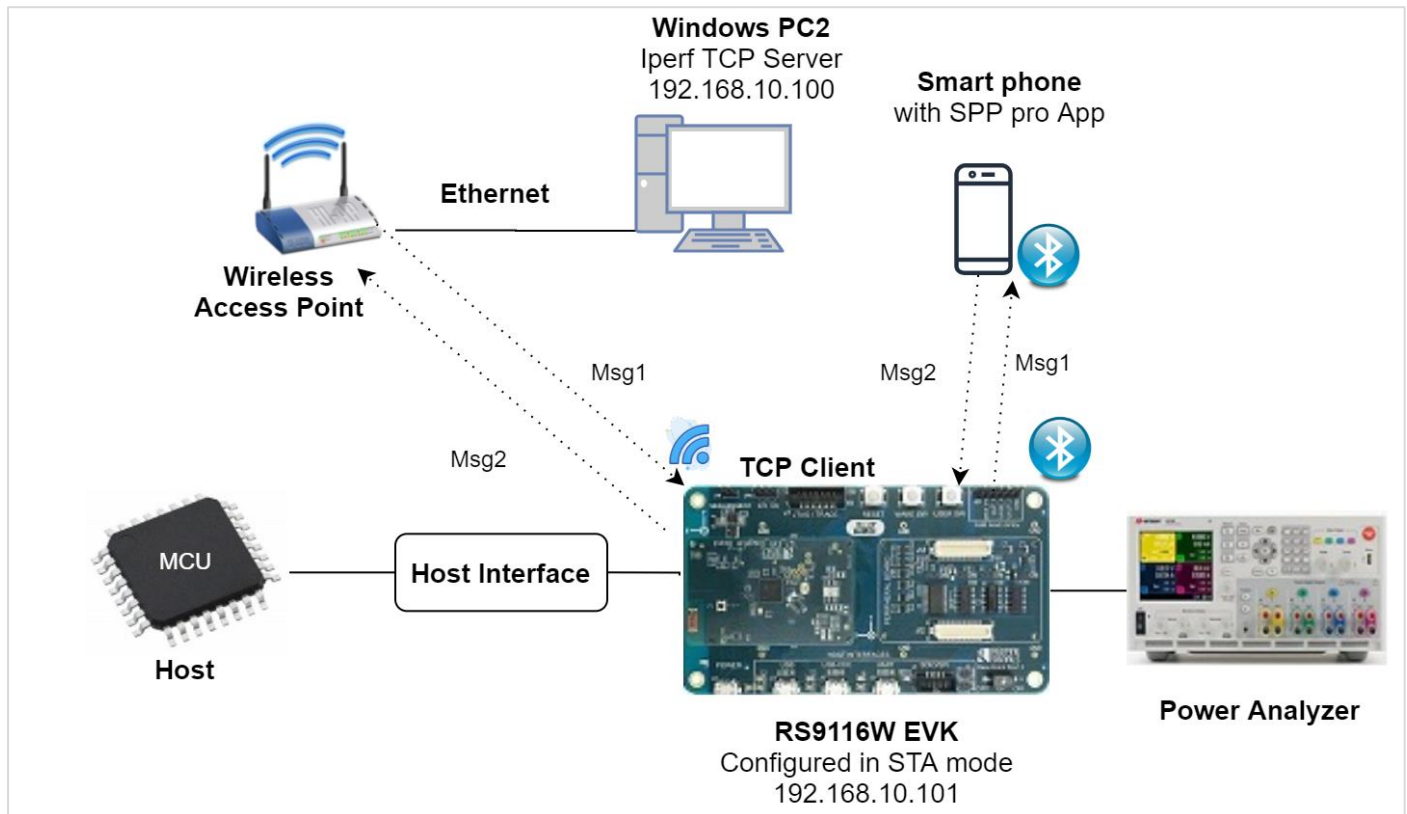 Windows PC2
Iperf TCP Server
192.168.10.100
Smart phone
with SPP pro App
Ethernet
Wireless
Access Point
Msg1
Msg2
Msg1
Msg2
TCP Client
MCU
Host Interface
Host
RESET
POWER
Power Analyzer
RS9116W EVK
Configured in STA mode
192.168.10.101